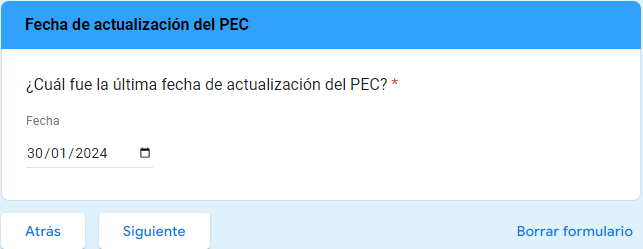 Fecha de actualización del PEC
¿Cuál fue la última fecha de actualización del PEC? *
Fecha
30/01/2024
Atrás Siguiente Borrar formulario